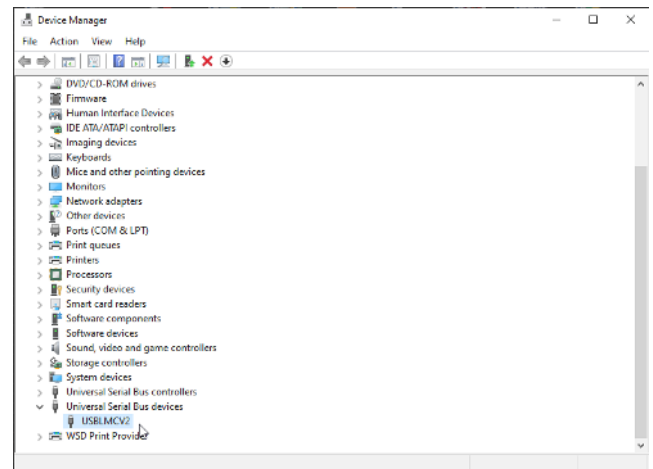 Device Manager
File Action View Help
DVD/CD-ROM drives
Firmware
Human Interface Devices
IDE ATA/ATAPI controllers
Imaging devices
Keyboards
Mice and other pointing devices
Monitors
Network adapters
Other devices
Ports (COM & LPT)
Print queues
Printers
Processors
Security devices
Smart card readers
Software components
Software devices
Sound, video and game controllers
Storage controllers
System devices
Universal Serial Bus controllers
Universal Serial Bus devices
USBLMCV2
WSD Print Provider